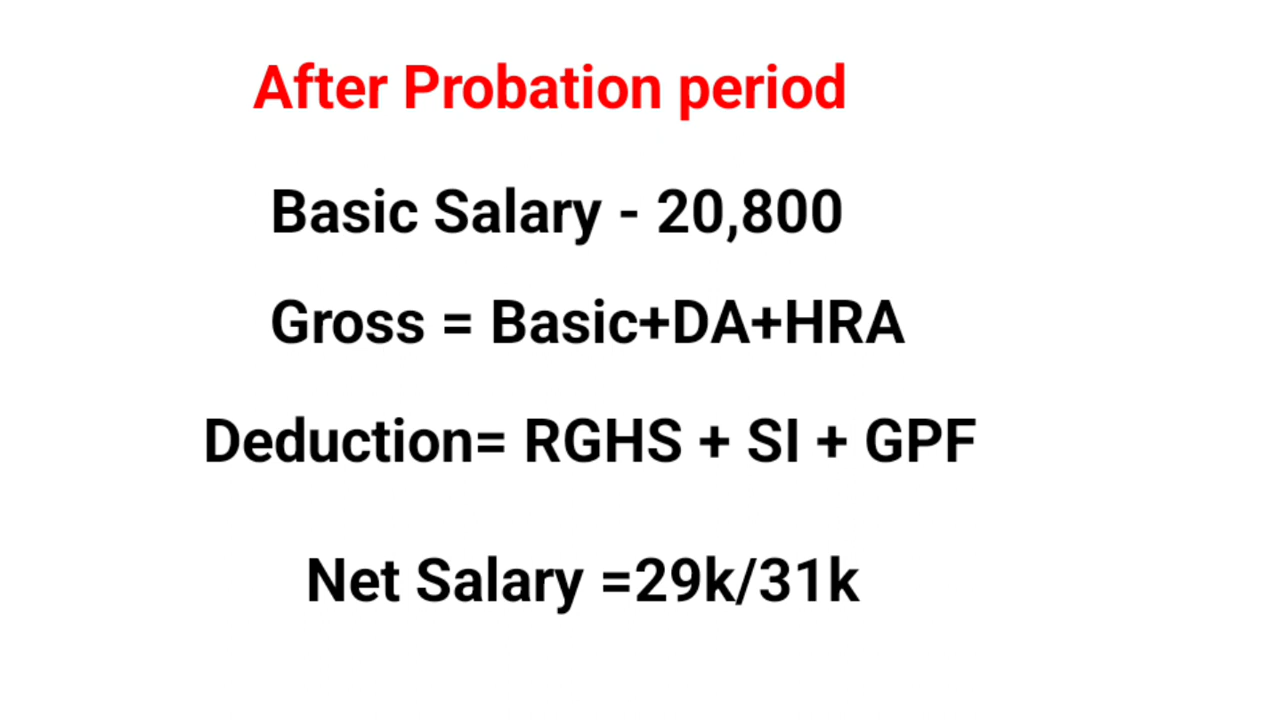 After Probation period
Basic Salary - 20,800
Gross = Basic+DA+HRA
Deduction= RGHS + SI + GPF
Net Salary =29k/31k